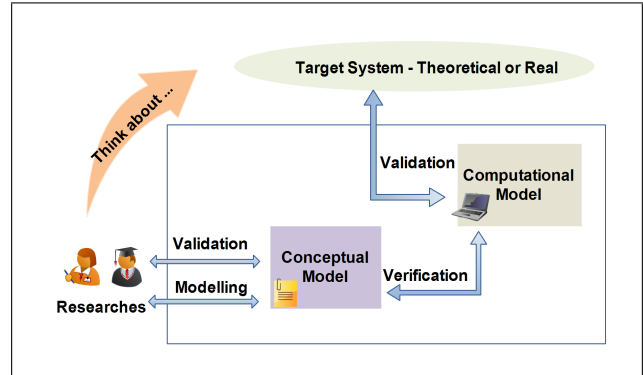 Target System - Theoretical or Real
Think about ...
Validation
Computational
Model
Validation
Conceptual
Model
Modelling
Verification
Researches